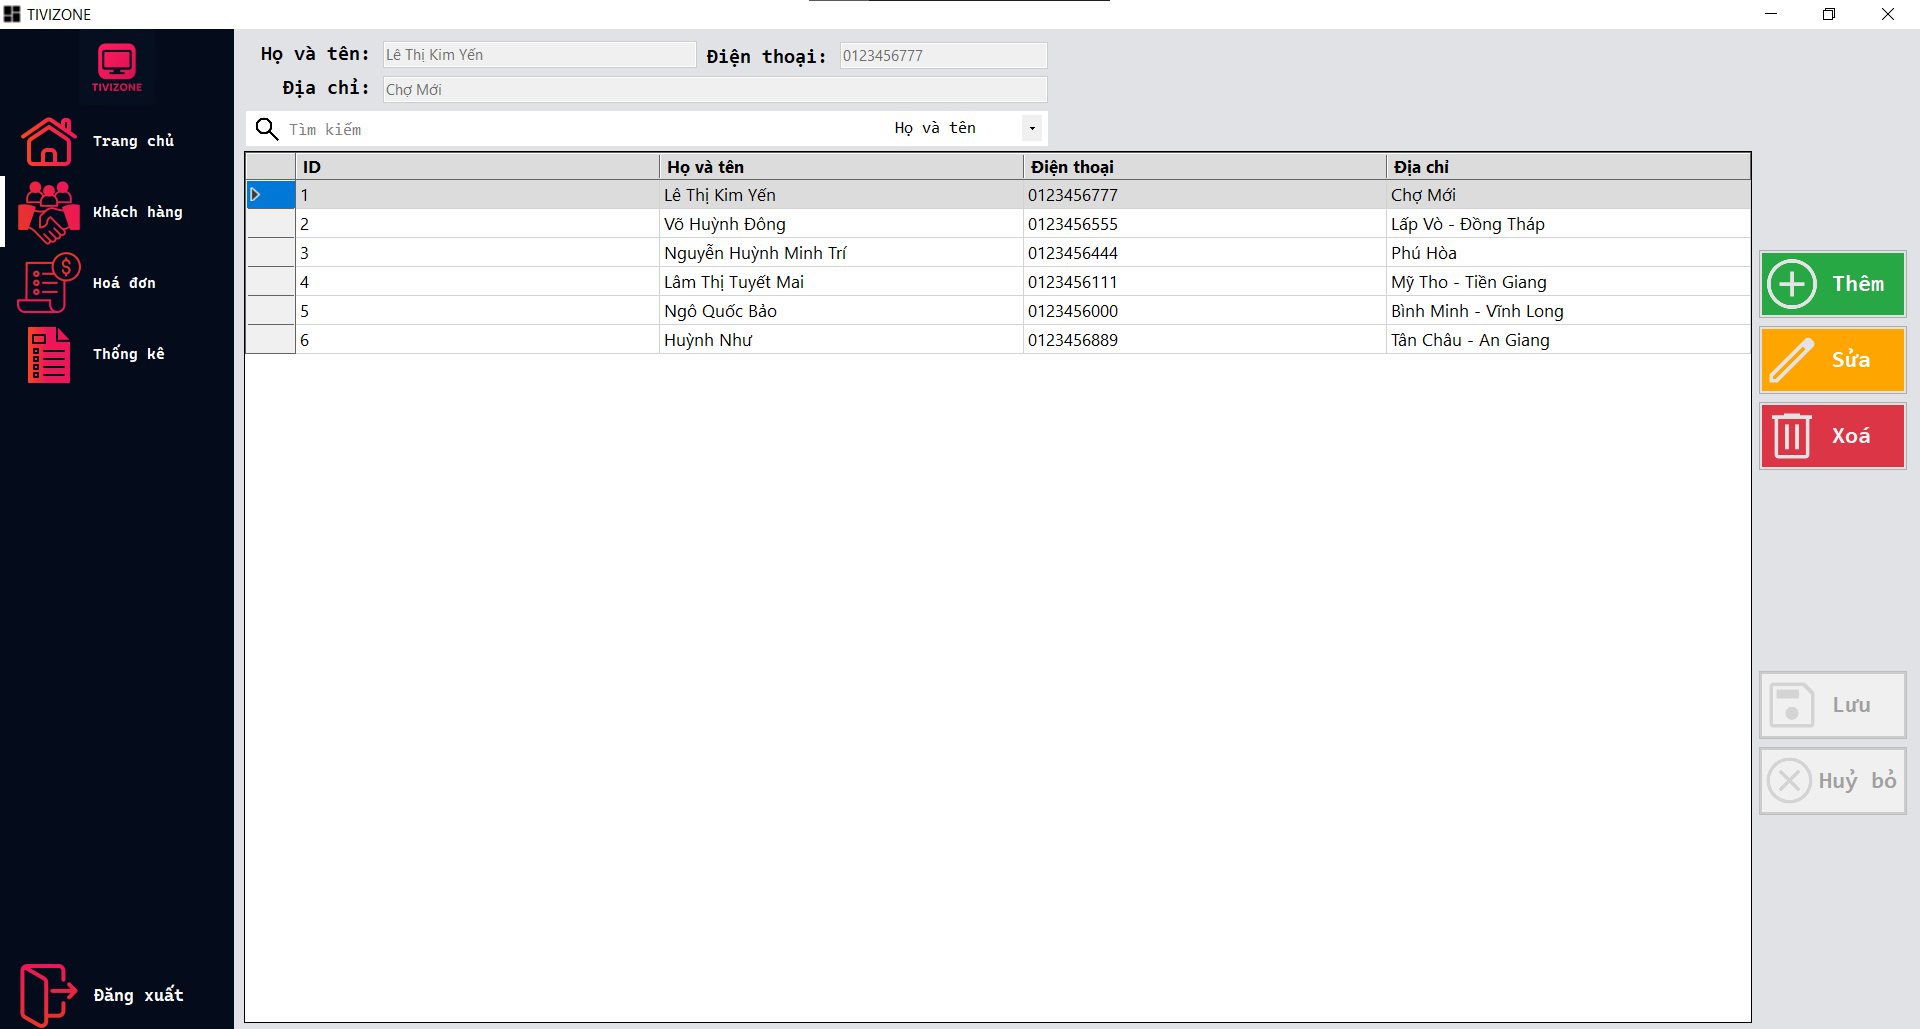 TIVIZONE
TIVIZONE
Trang chủ
Khách hàng
Hoá đơn
Thống kê
Đăng xuất
Họ và tên: Lê Thị Kim Yến Điện thoại: 0123456777
Địa chỉ: Chợ Mới
Tìm kiếm Họ và tên
ID Họ và tên Điện thoại Địa chỉ
1 Lê Thị Kim Yến 0123456777 Chợ Mới
2 Võ Huỳnh Đông 0123456555 Lấp Vò - Đồng Tháp
3 Nguyễn Huỳnh Minh Trí 0123456444 Phú Hòa
4 Lâm Thị Tuyết Mai 0123456111 Mỹ Tho - Tiền Giang
5 Ngô Quốc Bảo 0123456000 Bình Minh - Vĩnh Long
6 Huỳnh Như 0123456889 Tân Châu - An Giang
Thêm
Sửa
Xoá
Lưu
Huỷ bỏ